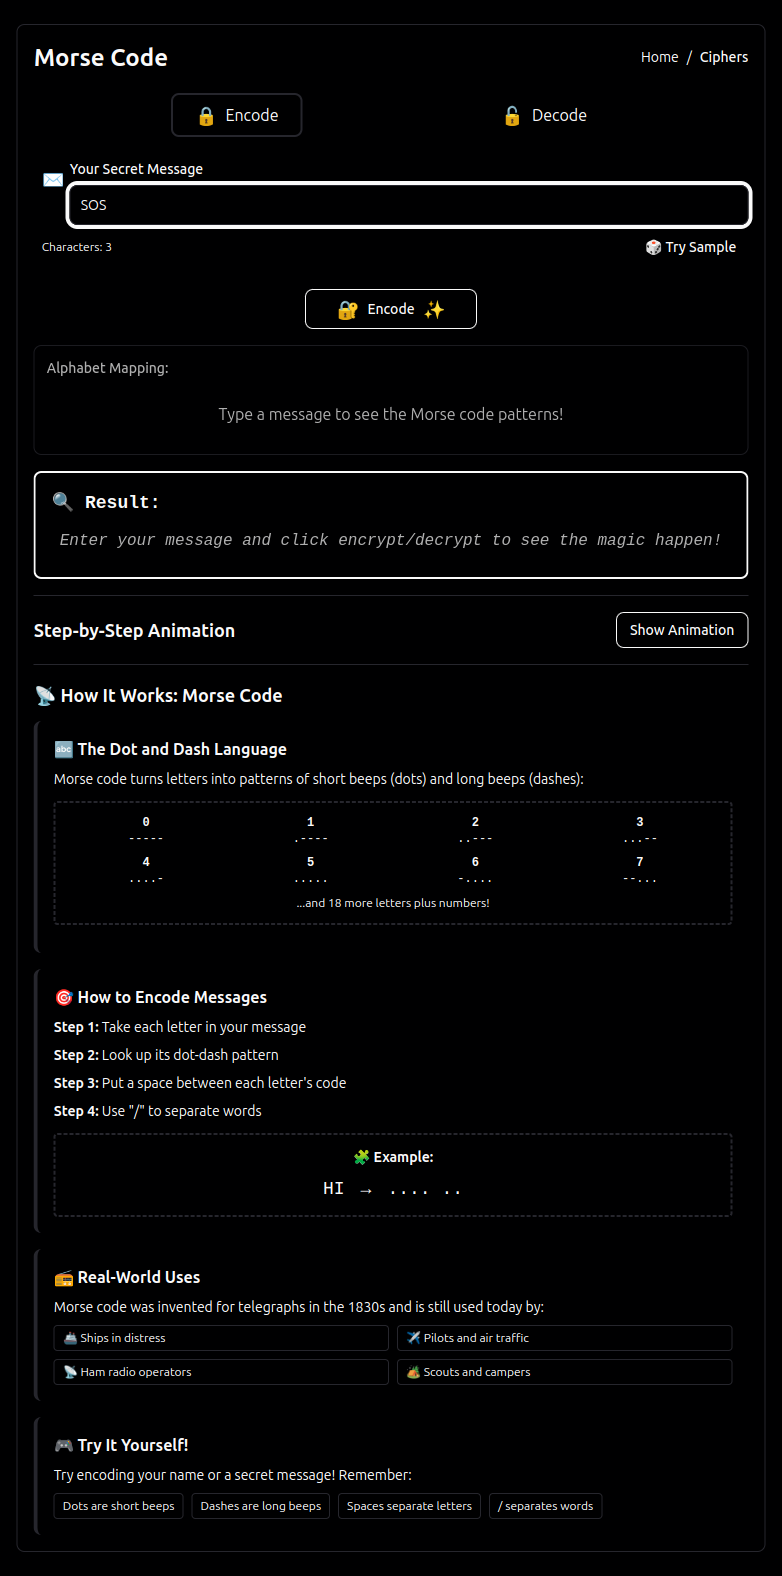 Morse Code
Home / Ciphers
🔒 Encode
🔓 Decode
✉️ Your Secret Message
SOS
Characters: 3
🎲 Try Sample
🔐 Encode ✨
Alphabet Mapping:
Type a message to see the Morse code patterns!
🔍 Result:
Enter your message and click encrypt/decrypt to see the magic happen!
Step-by-Step Animation
Show Animation
📡 How It Works: Morse Code
🔤 The Dot and Dash Language
Morse code turns letters into patterns of short beeps (dots) and long beeps (dashes):
0 1 2 3
----- .---- ..--- ...--
4 5 6 7
....- ..... -.... --...
...and 18 more letters plus numbers!
🎯 How to Encode Messages
Step 1: Take each letter in your message
Step 2: Look up its dot-dash pattern
Step 3: Put a space between each letter's code
Step 4: Use "/" to separate words
🧩 Example:
HI → .... ..
📻 Real-World Uses
Morse code was invented for telegraphs in the 1830s and is still used today by:
🚢 Ships in distress
✈️ Pilots and air traffic
📡 Ham radio operators
🏕️ Scouts and campers
🎮 Try It Yourself!
Try encoding your name or a secret message! Remember:
Dots are short beeps
Dashes are long beeps
Spaces separate letters
/ separates words